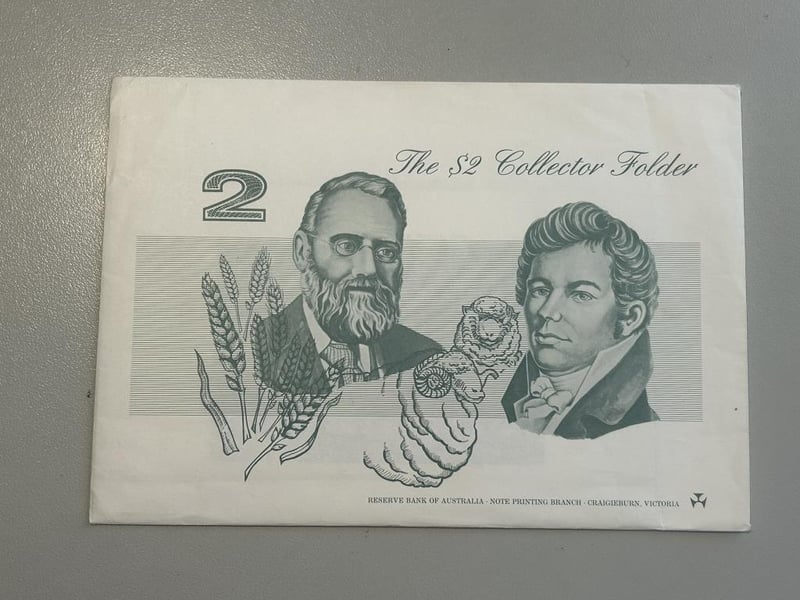 The $2 Collector Folder
2
RESERVE BANK OF AUSTRALIA · NOTE PRINTING BRANCH · CRAIGIEBURN, VICTORIA